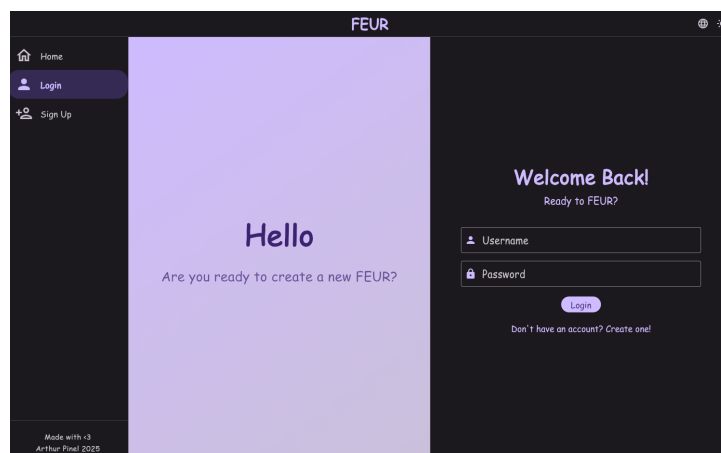 FEUR
Home
Login
Sign Up
Hello
Are you ready to create a new FEUR?
Welcome Back!
Ready to FEUR?
Username
Password
Login
Don't have an account? Create one!
Made with <3
Arthur Pinel 2025